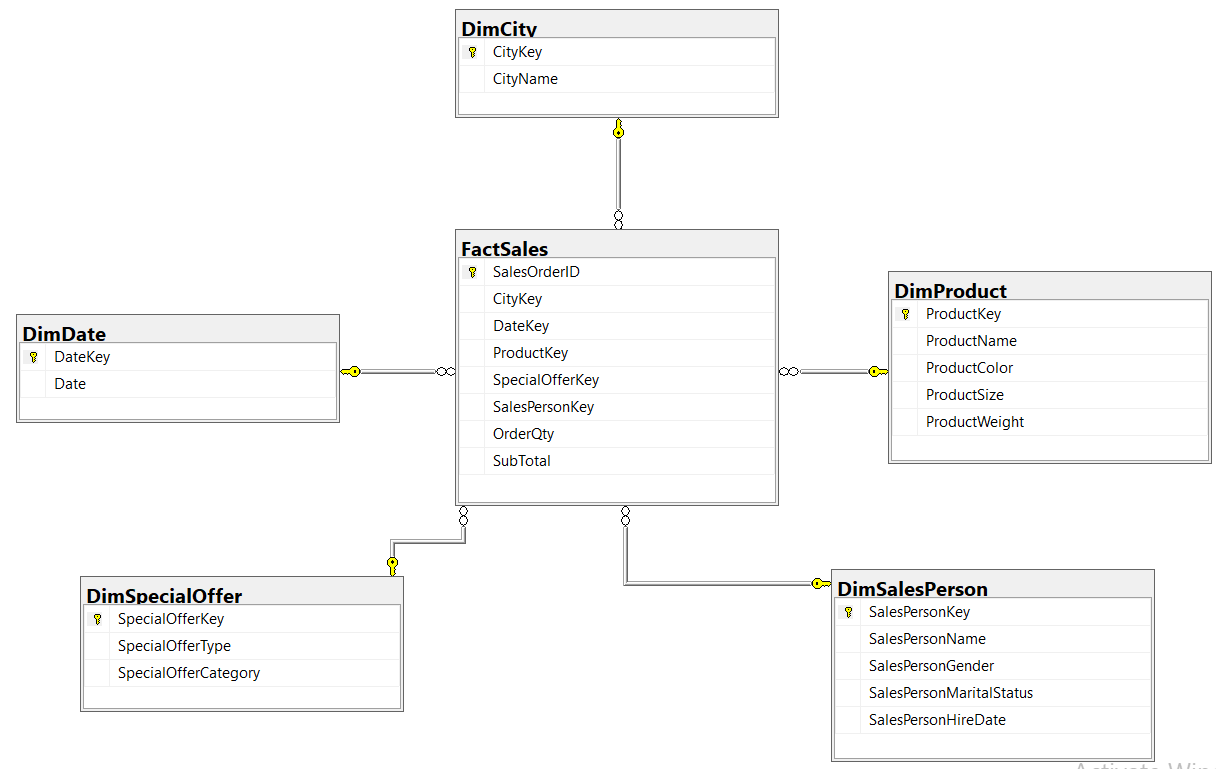 DimCity
CityKey
CityName
FactSales
SalesOrderID
CityKey
DateKey
ProductKey
SpecialOfferKey
SalesPersonKey
OrderQty
SubTotal
DimProduct
ProductKey
ProductName
ProductColor
ProductSize
ProductWeight
DimDate
DateKey
Date
DimSpecialOffer
SpecialOfferKey
SpecialOfferType
SpecialOfferCategory
DimSalesPerson
SalesPersonKey
SalesPersonName
SalesPersonGender
SalesPersonMaritalStatus
SalesPersonHireDate